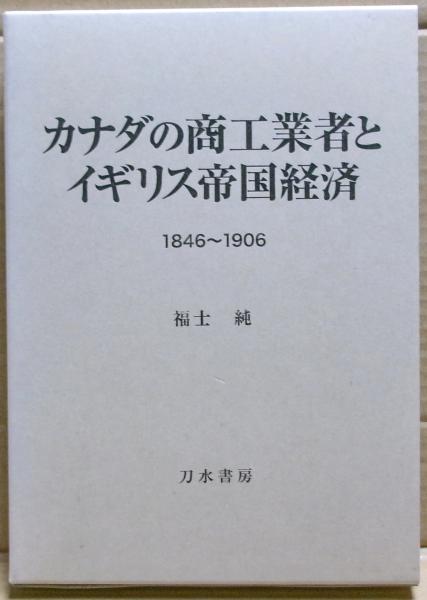 カナダの商工業者と
イギリス帝国経済
1846〜1906
福士 純
刀水書房